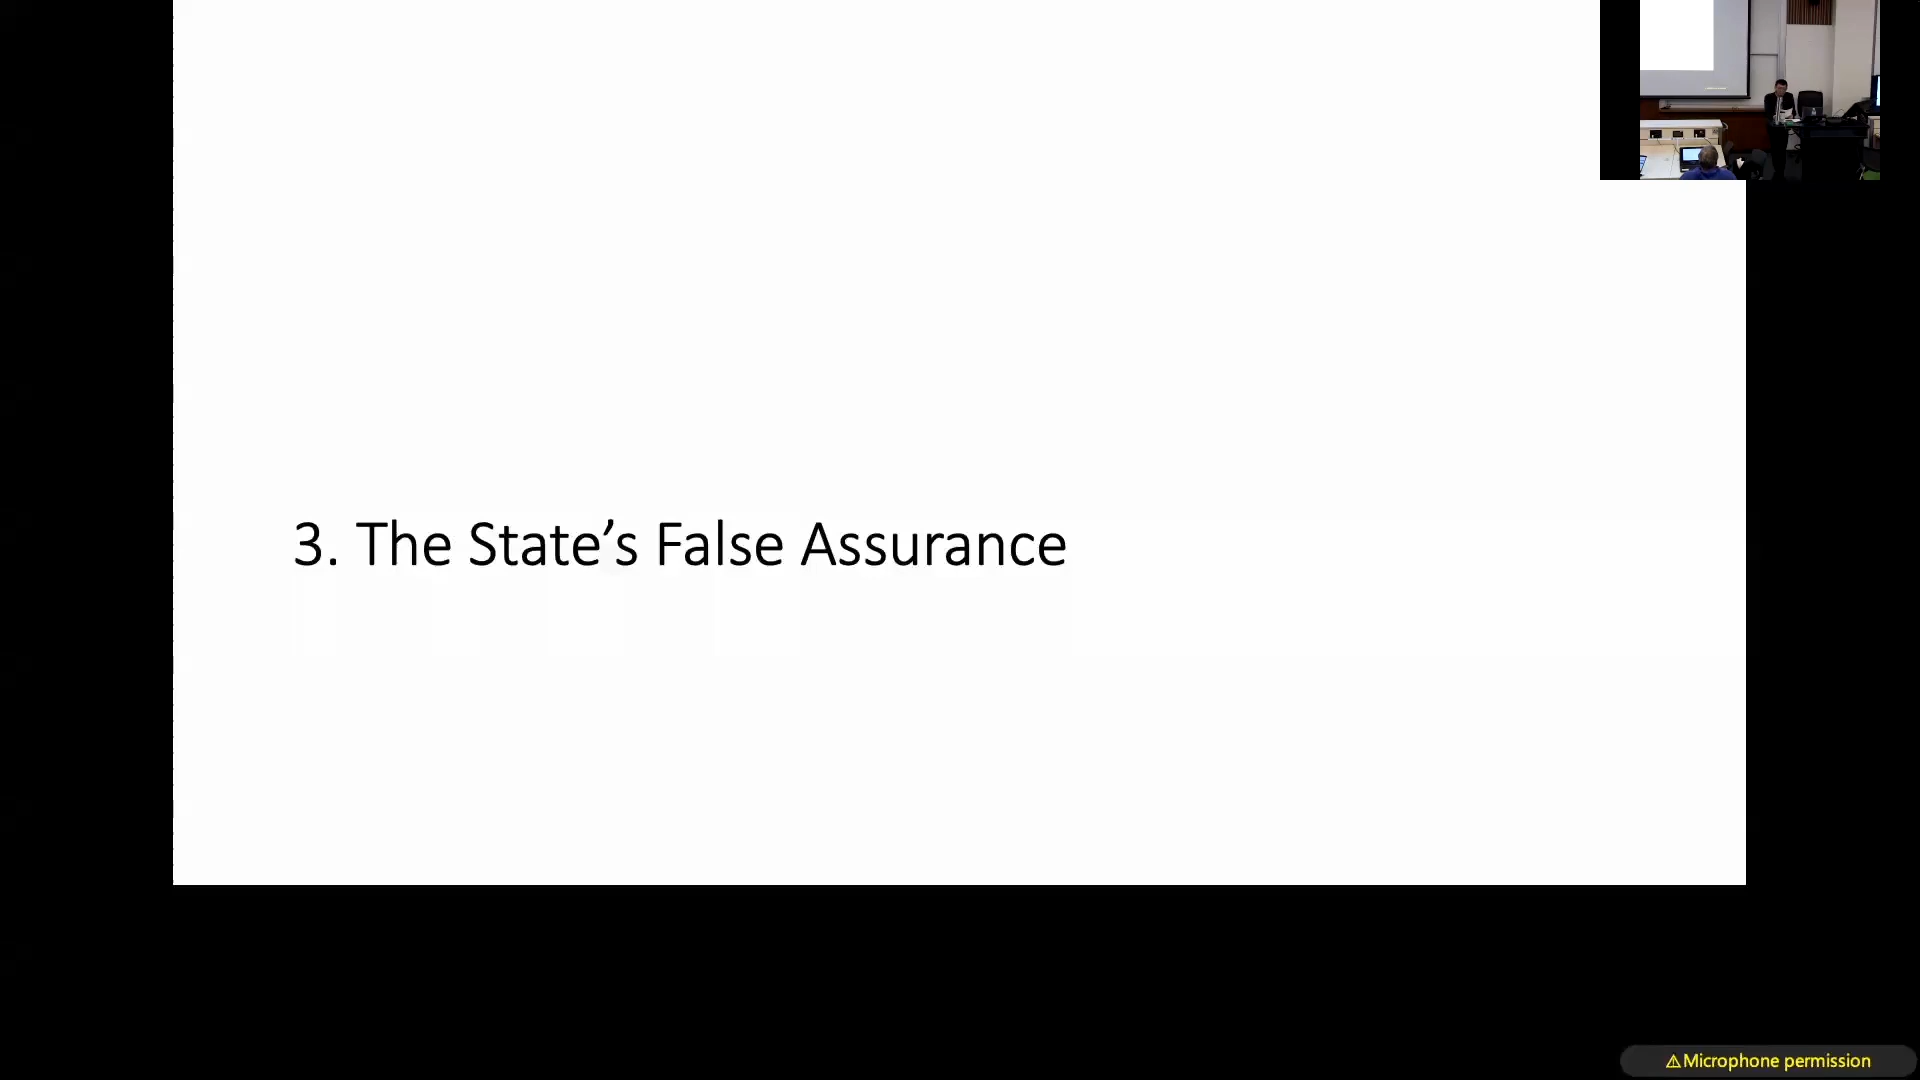 3. The State’s False Assurance
⚠Microphone permission